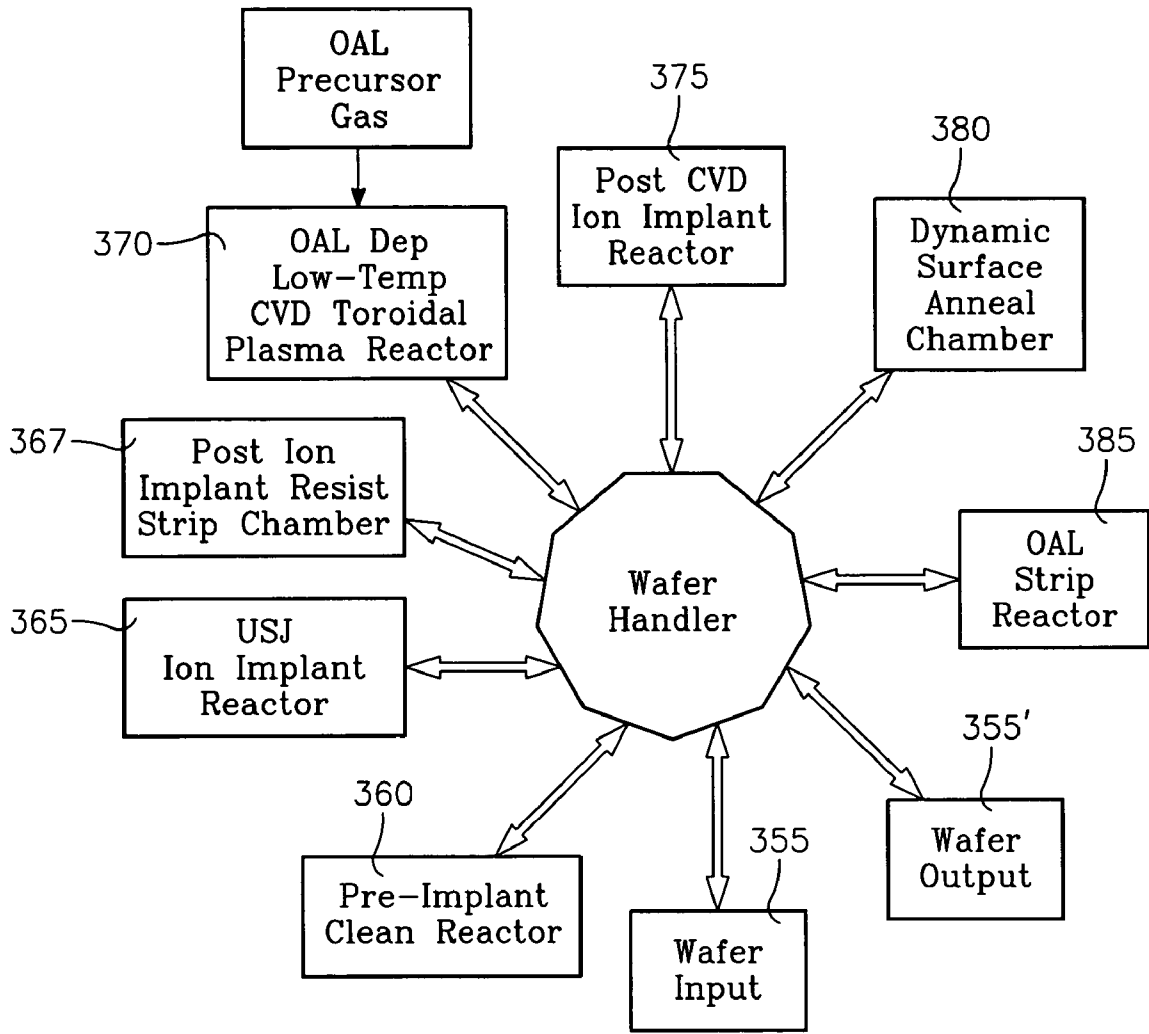 OAL
Precursor
Gas
375
380
370
OAL Dep
Low-Temp
CVD Toroidal
Plasma Reactor
Post CVD
Ion Implant
Reactor
Dynamic
Surface
Anneal
Chamber
367
Post Ion
Implant Resist
Strip Chamber
385
OAL
Strip
Reactor
Wafer
Handler
365
USJ
Ion Implant
Reactor
355'
Wafer
Output
360
Pre-Implant
Clean Reactor
355
Wafer
Input